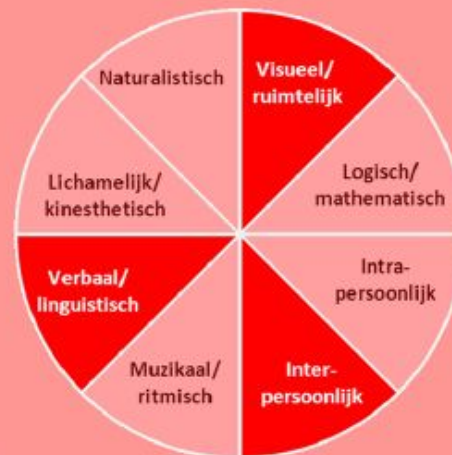 Naturalistisch
Visueel/
ruimtelijk
Logisch/
mathematisch
Intra-
persoonlijk
Inter-
persoonlijk
Muzikaal/
ritmisch
Verbaal/
linguistisch
Lichamelijk/
kinesthetisch